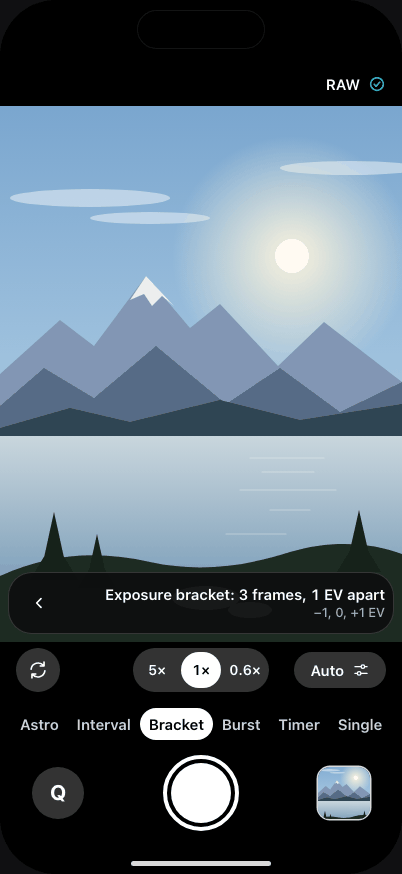 RAW
Exposure bracket: 3 frames, 1 EV apart
−1, 0, +1 EV
5×
1×
0.6×
Auto
Astro
Interval
Bracket
Burst
Timer
Single
Q